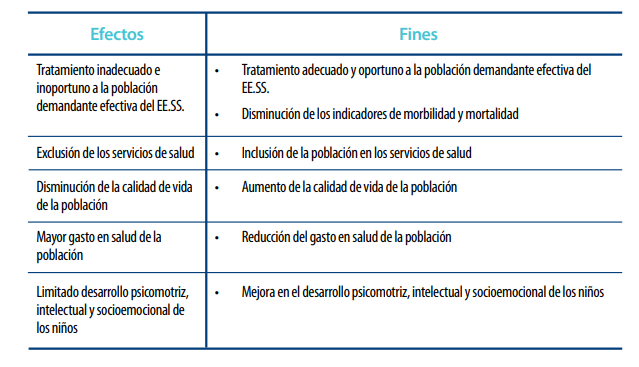 Efectos
Fines
Tratamiento inadecuado e
inoportuno a la población
demandante efectiva del EE.SS.
• Tratamiento adecuado y oportuno a la población demandante efectiva del
EE.SS.
• Disminución de los indicadores de morbilidad y mortalidad
Exclusión de los servicios de salud
• Inclusión de la población en los servicios de salud
Disminución de la calidad de vida
de la población
• Aumento de la calidad de vida de la población
Mayor gasto en salud de la
población
• Reducción del gasto en salud de la población
Limitado desarrollo psicomotriz,
intelectual y socioemocional de
los niños
• Mejora en el desarrollo psicomotriz, intelectual y socioemocional de los niños